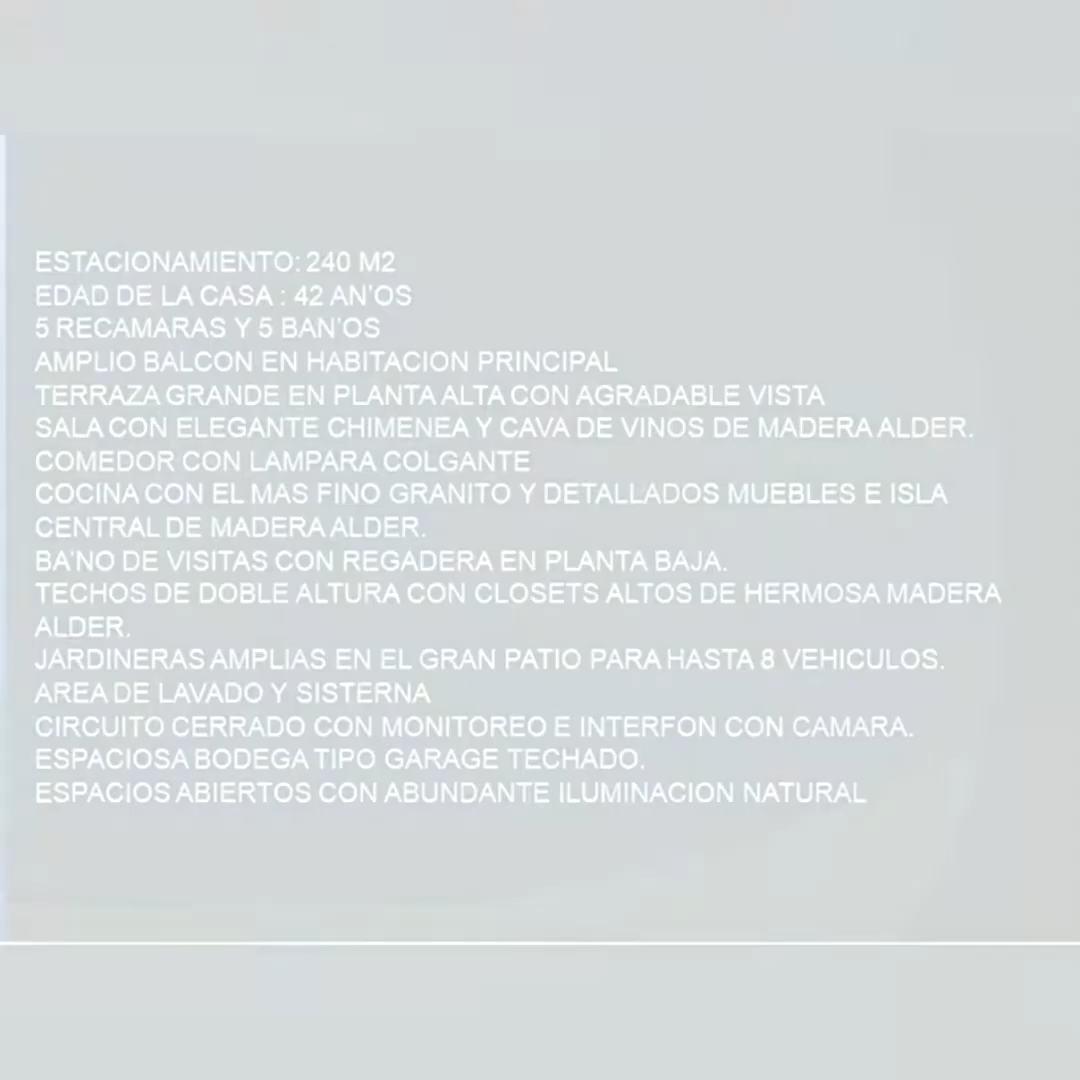 ESTACIONAMIENTO: 240 M2
EDAD DE LA CASA : 42 AN'OS
5 RECAMARAS Y 5 BAN'OS
AMPLIO BALCON EN HABITACION PRINCIPAL
TERRAZA GRANDE EN PLANTA ALTA CON AGRADABLE VISTA
SALA CON ELEGANTE CHIMENEA Y CAVA DE VINOS DE MADERA ALDER.
COMEDOR CON LAMPARA COLGANTE
COCINA CON EL MAS FINO GRANITO Y DETALLADOS MUEBLES E ISLA
CENTRAL DE MADERA ALDER.
BA'NO DE VISITAS CON REGADERA EN PLANTA BAJA.
TECHOS DE DOBLE ALTURA CON CLOSETS ALTOS DE HERMOSA MADERA
ALDER.
JARDINERAS AMPLIAS EN EL GRAN PATIO PARA HASTA 8 VEHICULOS.
AREA DE LAVADO Y SISTERNA
CIRCUITO CERRADO CON MONITOREO E INTERFON CON CAMARA.
ESPACIOSA BODEGA TIPO GARAGE TECHADO.
ESPACIOS ABIERTOS CON ABUNDANTE ILUMINACION NATURAL